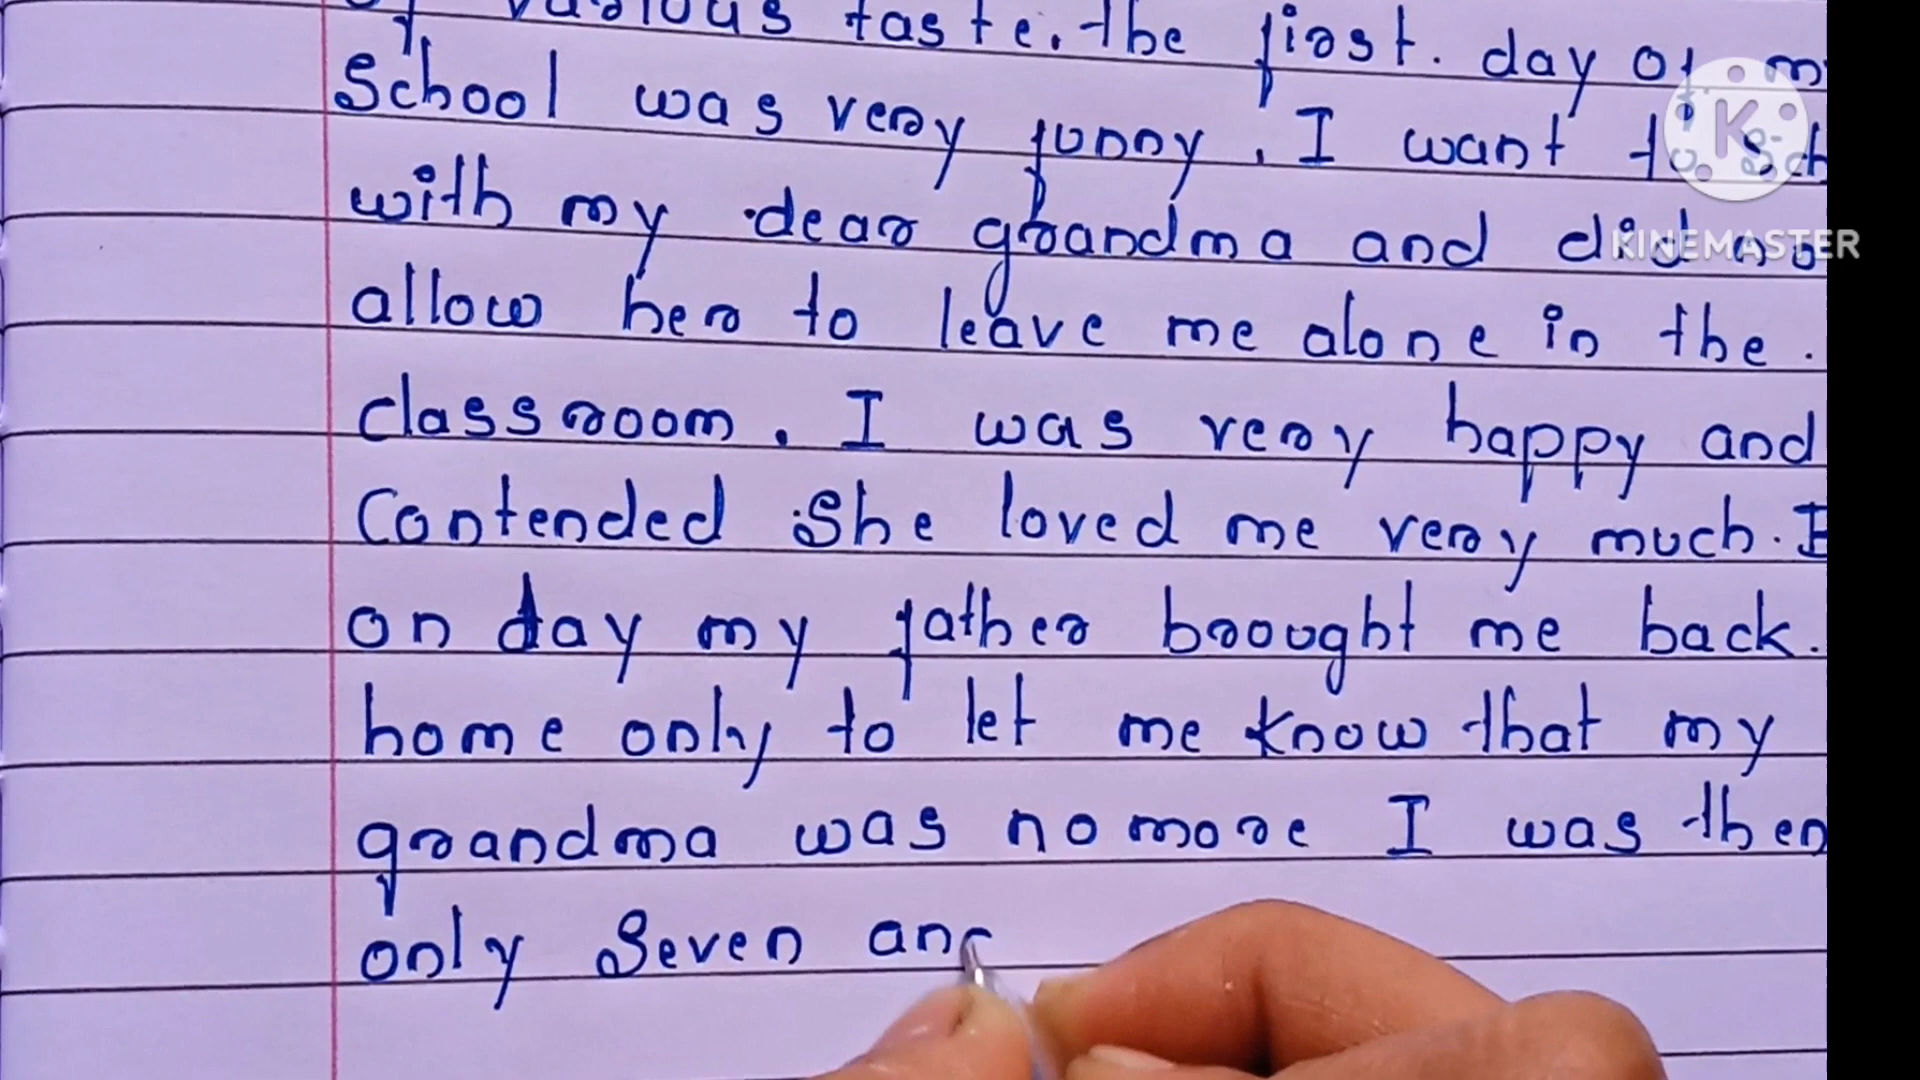 of various taste. the first. day of my
School was very funny. I want to sch
with my dear grandma and did no
allow her to leave me alone in the.
classroom. I was very happy and
Contended She loved me very much. B
on day my father brought me back.
home only to let me know that my
grandma was no more I was then
only Seven an
KINEMASTER